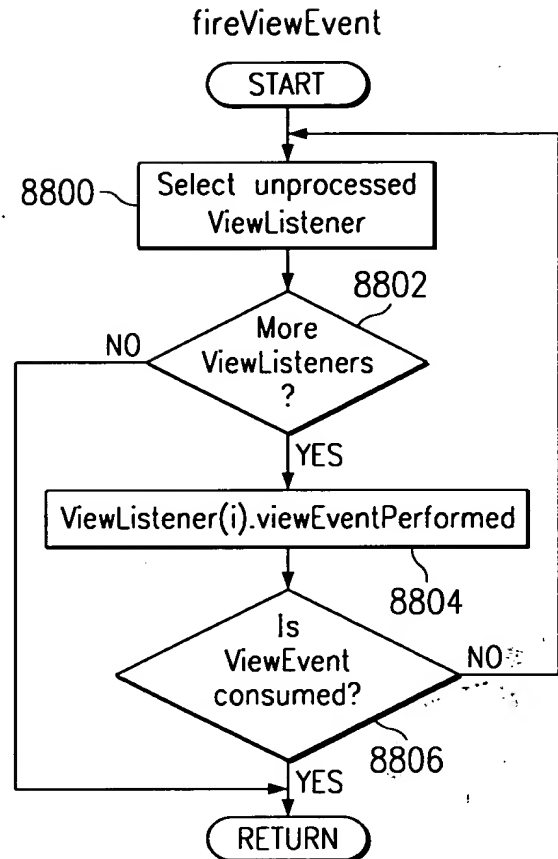 fireViewEvent
START
8800
Select unprocessed
ViewListener
8802
More
ViewListeners
?
NO
YES
ViewListener(i).viewEventPerformed
8804
Is
ViewEvent
consumed?
NO
8806
YES
RETURN